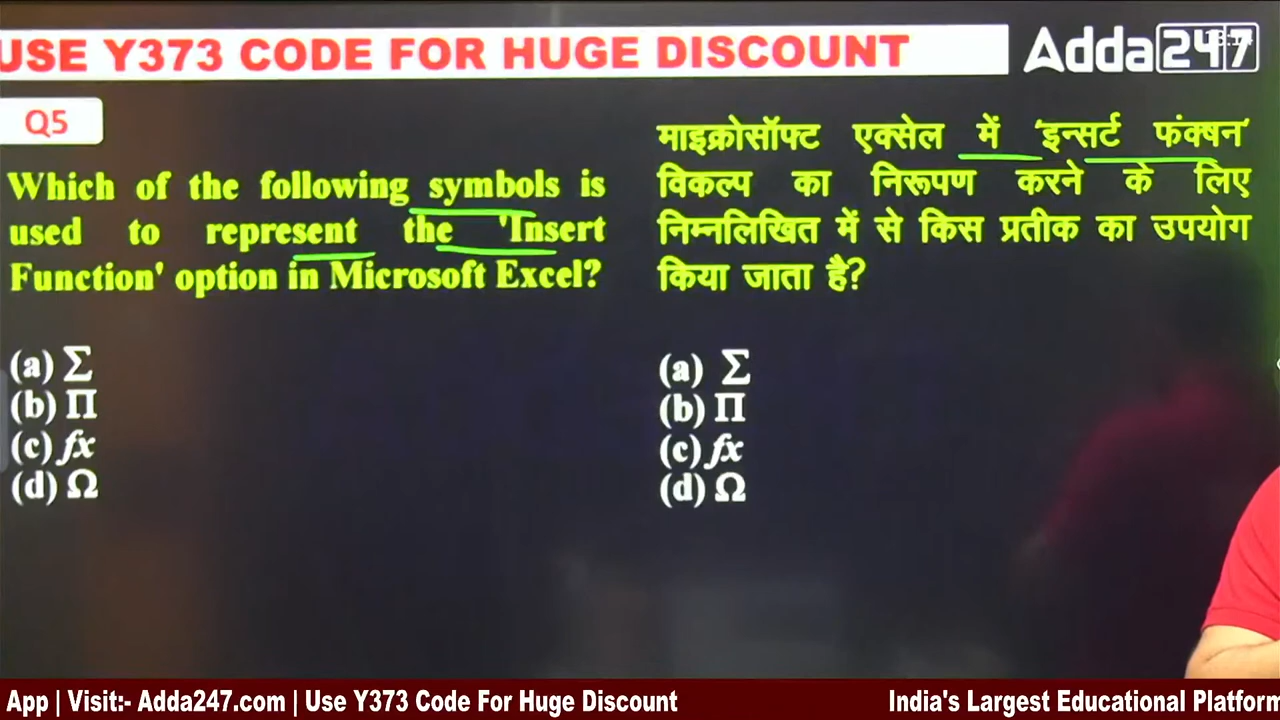 USE Y373 CODE FOR HUGE DISCOUNT
Adda247
Q5
Which of the following symbols is
used to represent the 'Insert
Function' option in Microsoft Excel?
(a) Σ
(b) Π
(c) fx
(d) Ω
माइक्रोसॉफ्ट एक्सेल में 'इन्सर्ट फंक्षन'
विकल्प का निरूपण करने के लिए
निम्नलिखित में से किस प्रतीक का उपयोग
किया जाता है?
(a) Σ
(b) Π
(c) fx
(d) Ω
App | Visit:- Adda247.com | Use Y373 Code For Huge Discount
India's Largest Educational Platform